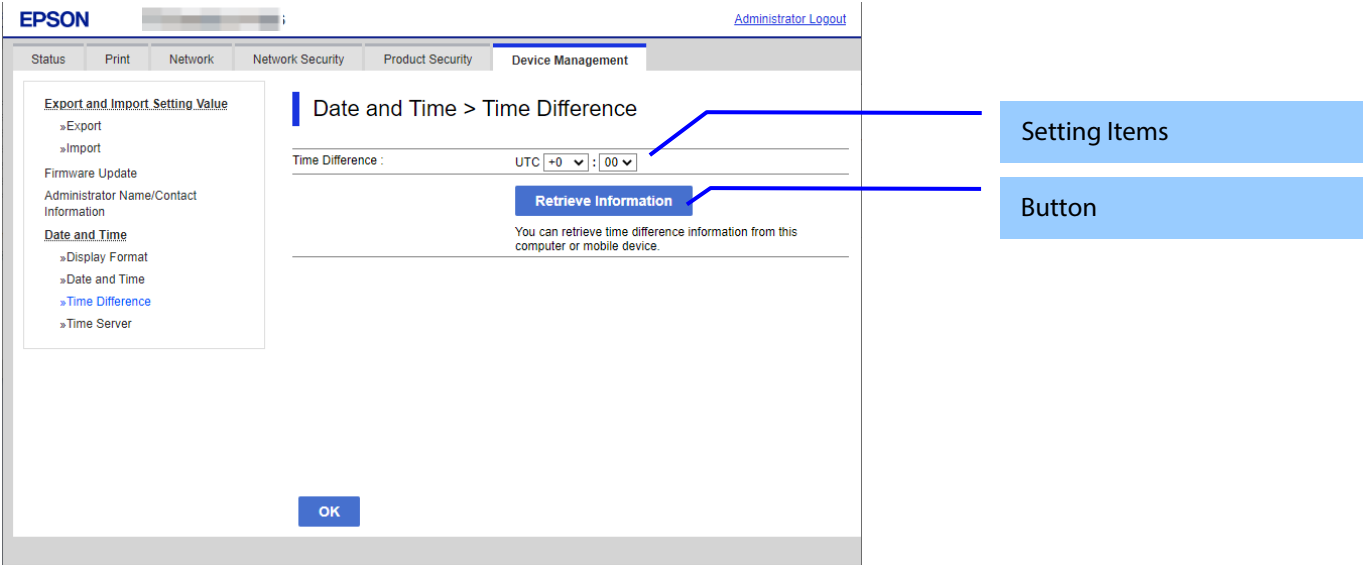 EPSON
Administrator Logout
Status Print Network Network Security Product Security Device Management
Export and Import Setting Value
»Export
»Import
Firmware Update
Administrator Name/Contact
Information
Date and Time
»Display Format
»Date and Time
»Time Difference
»Time Server
Date and Time > Time Difference
Time Difference : UTC +0 : 00
Retrieve Information
You can retrieve time difference information from this
computer or mobile device.
OK
Setting Items
Button